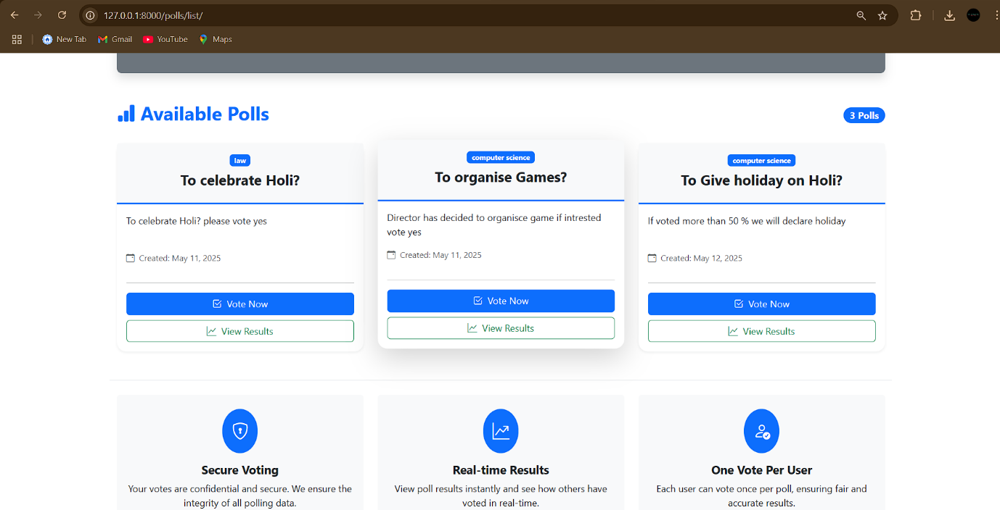 127.0.0.1:8000/polls/list/
New Tab
Gmail
YouTube
Maps
Available Polls
3 Polls
law
To celebrate Holi?
To celebrate Holi? please vote yes
Created: May 11, 2025
Vote Now
View Results
computer science
To organise Games?
Director has decided to organisce game if intrested
vote yes
Created: May 11, 2025
Vote Now
View Results
computer science
To Give holiday on Holi?
If voted more than 50 % we will declare holiday
Created: May 12, 2025
Vote Now
View Results
Secure Voting
Your votes are confidential and secure. We ensure the
integrity of all polling data.
Real-time Results
View poll results instantly and see how others have
voted in real-time.
One Vote Per User
Each user can vote once per poll, ensuring fair and
accurate results.